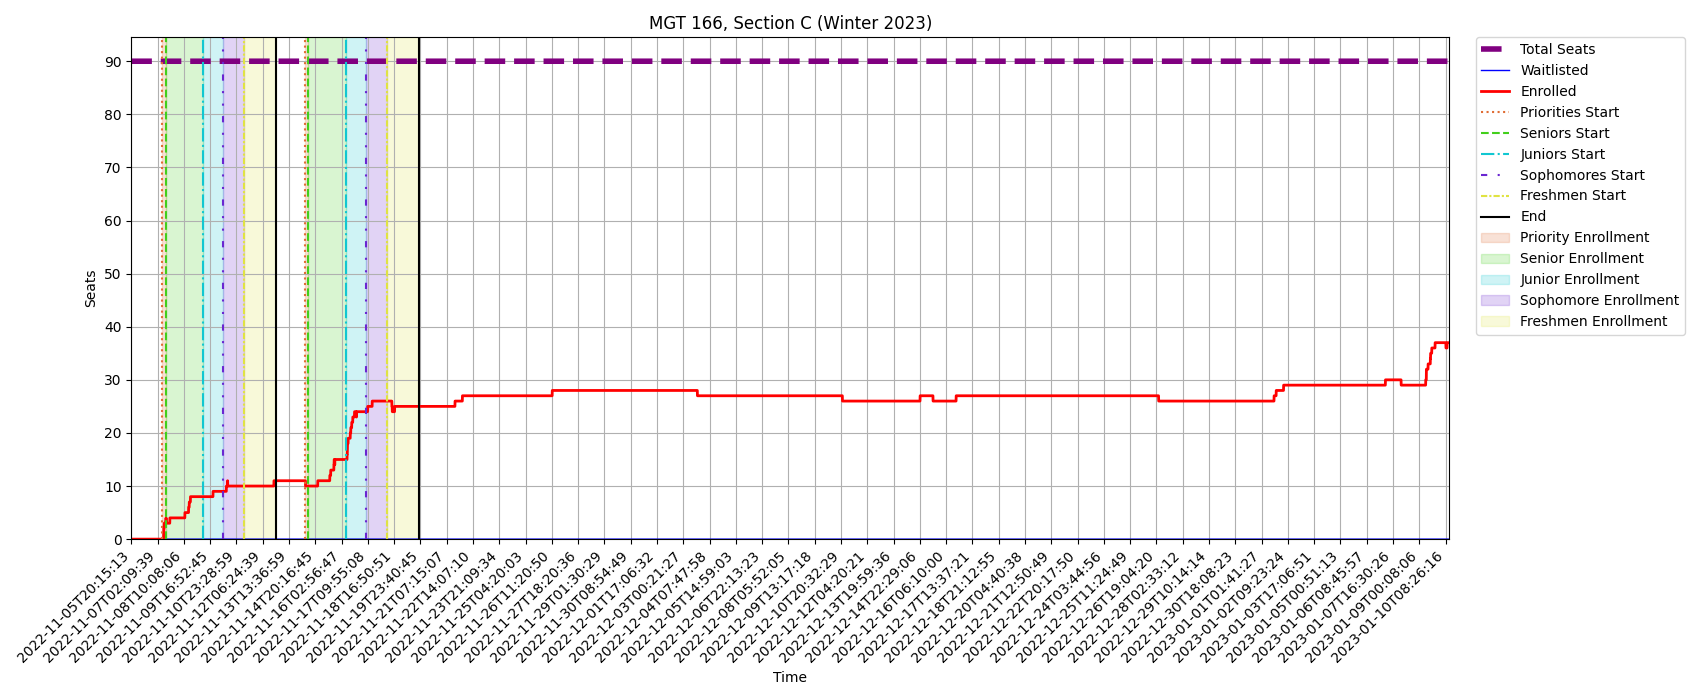 MGT 166, Section C (Winter 2023)
Seats
90
80
70
60
50
40
30
20
10
0
2022-11-05T20:15:13
2022-11-07T02:09:39
2022-11-08T10:08:06
2022-11-09T16:52:45
2022-11-10T23:28:59
2022-11-12T06:24:39
2022-11-13T13:36:59
2022-11-14T20:16:45
2022-11-16T02:56:47
2022-11-17T09:55:08
2022-11-18T16:50:51
2022-11-19T23:40:45
2022-11-21T07:15:07
2022-11-22T14:07:10
2022-11-23T21:09:34
2022-11-25T04:20:03
2022-11-26T11:20:50
2022-11-27T18:20:36
2022-11-29T01:30:29
2022-11-30T08:54:49
2022-12-01T17:06:32
2022-12-03T00:21:27
2022-12-04T07:47:58
2022-12-05T14:59:03
2022-12-06T22:13:23
2022-12-08T05:52:05
2022-12-09T13:17:18
2022-12-10T20:32:29
2022-12-12T04:20:21
2022-12-13T13:59:36
2022-12-14T22:29:06
2022-12-16T06:10:00
2022-12-17T13:37:21
2022-12-18T21:12:55
2022-12-20T04:40:38
2022-12-21T12:50:49
2022-12-22T20:17:50
2022-12-24T03:44:56
2022-12-25T11:24:49
2022-12-26T19:04:20
2022-12-28T02:33:12
2022-12-29T10:14:14
2022-12-30T18:08:23
2023-01-01T01:41:27
2023-01-02T09:23:24
2023-01-03T17:06:51
2023-01-05T00:51:13
2023-01-06T08:45:57
2023-01-07T16:30:26
2023-01-09T00:08:06
2023-01-10T08:26:16
Time
Total Seats
Waitlisted
Enrolled
Priorities Start
Seniors Start
Juniors Start
Sophomores Start
Freshmen Start
End
Priority Enrollment
Senior Enrollment
Junior Enrollment
Sophomore Enrollment
Freshmen Enrollment